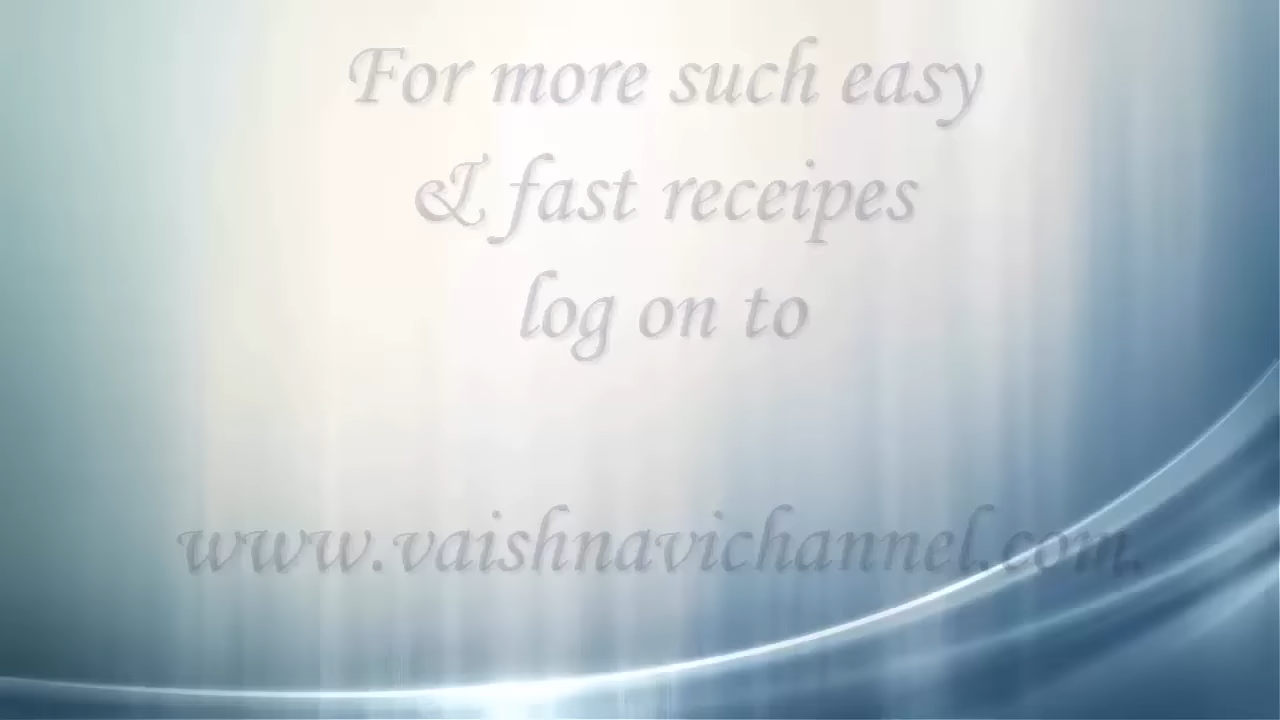 For more such easy
& fast receipes
log on to
www.vaishnavichannel.com.